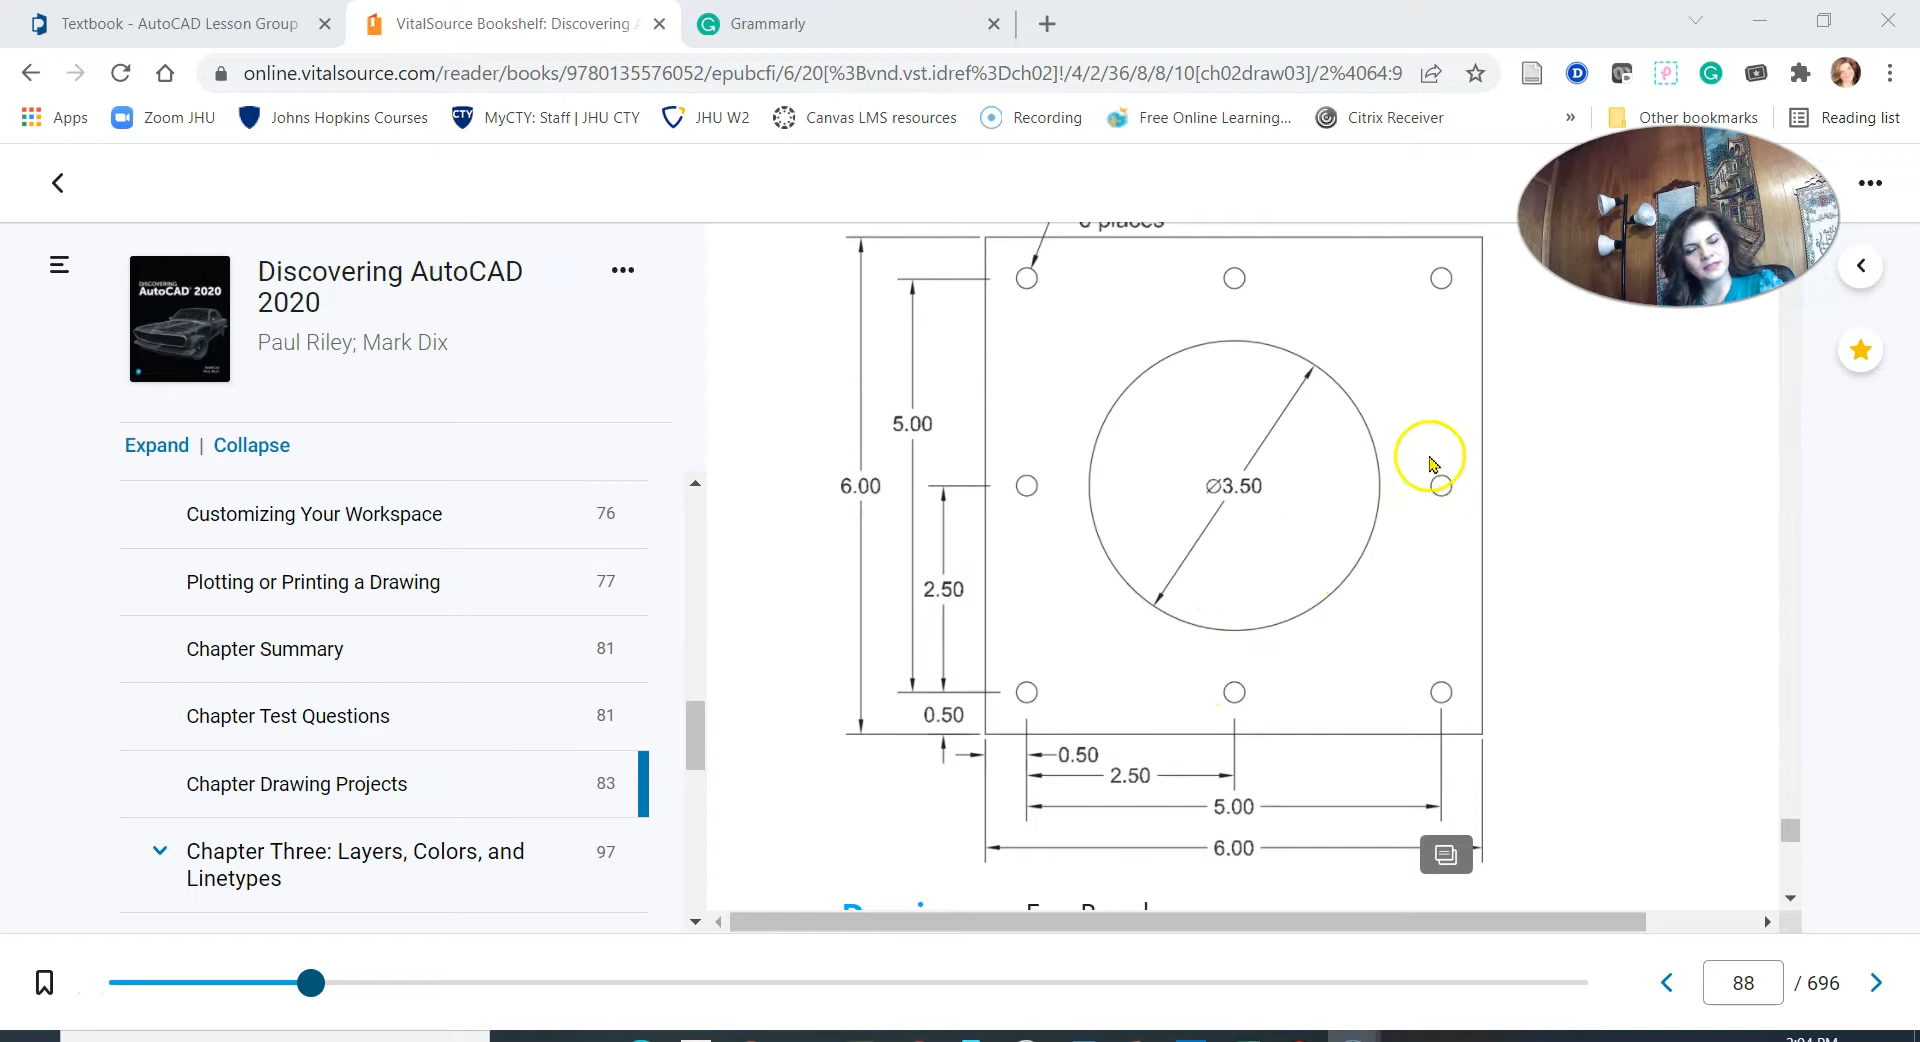 Textbook - AutoCAD Lesson Group
VitalSource Bookshelf: Discovering
Grammarly
online.vitalsource.com/reader/books/9780135576052/epubcfi/6/20[%3Bvnd.vst.idref%3Dch02]!/4/2/36/8/8/10[ch02draw03]/2%4064:9
Apps
Zoom JHU
Johns Hopkins Courses
CTY
MyCTY: Staff | JHU CTY
JHU W2
Canvas LMS resources
Recording
Free Online Learning...
Citrix Receiver
»
Other bookmarks
Reading list
DISCOVERING
AutoCAD 2020
Discovering AutoCAD
2020
Paul Riley; Mark Dix
Expand | Collapse
Customizing Your Workspace 76
Plotting or Printing a Drawing 77
Chapter Summary 81
Chapter Test Questions 81
Chapter Drawing Projects 83
Chapter Three: Layers, Colors, and 97
Linetypes
places
5.00
6.00
⌀3.50
2.50
0.50
0.50
2.50
5.00
6.00
88 / 696